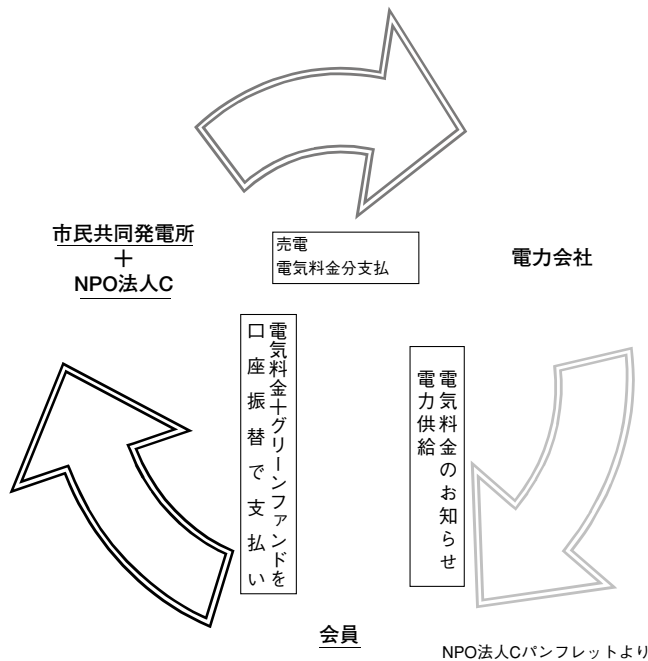 市民共同発電所
＋
NPO法人C
売電
電気料金分支払
電力会社
電気料金＋グリーンファンドを
口座振替で支払い
電気料金のお知らせ
電力供給
会員
NPO法人Cパンフレットより